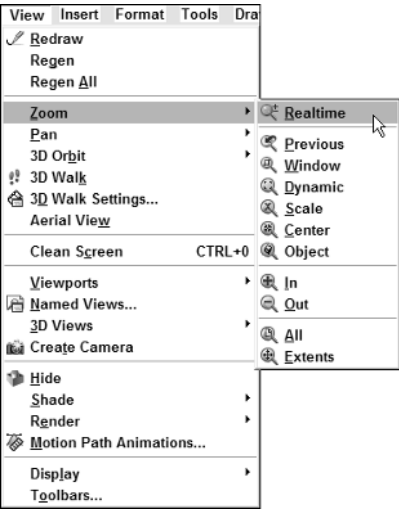 View Insert Format Tools Dra
Redraw
Regen
Regen All
Zoom
Pan
3D Orbit
3D Walk
3D Walk Settings...
Aerial View
Clean Screen CTRL+0
Viewports
Named Views...
3D Views
Create Camera
Hide
Shade
Render
Motion Path Animations...
Display
Toolbars...
Realtime
Previous
Window
Dynamic
Scale
Center
Object
In
Out
All
Extents